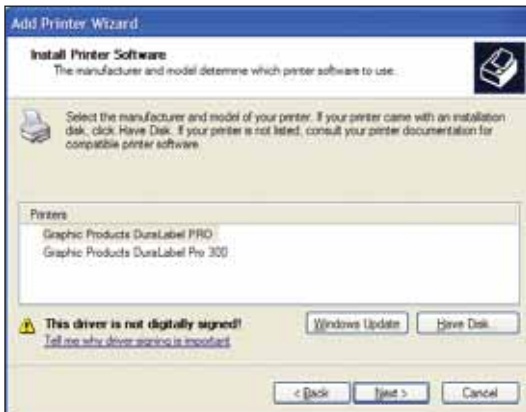 Add Printer Wizard
Install Printer Software
The manufacturer and model determine which printer software to use.
Select the manufacturer and model of your printer. If your printer came with an installation
disk, click Have Disk. If your printer is not listed, consult your printer documentation for
compatible printer software.
Printers
Graphic Products DuraLabel PRO
Graphic Products DuraLabel Pro 300
This driver is not digitally signed!
Tell me why driver signing is important
Windows Update
Have Disk...
< Back
Next >
Cancel